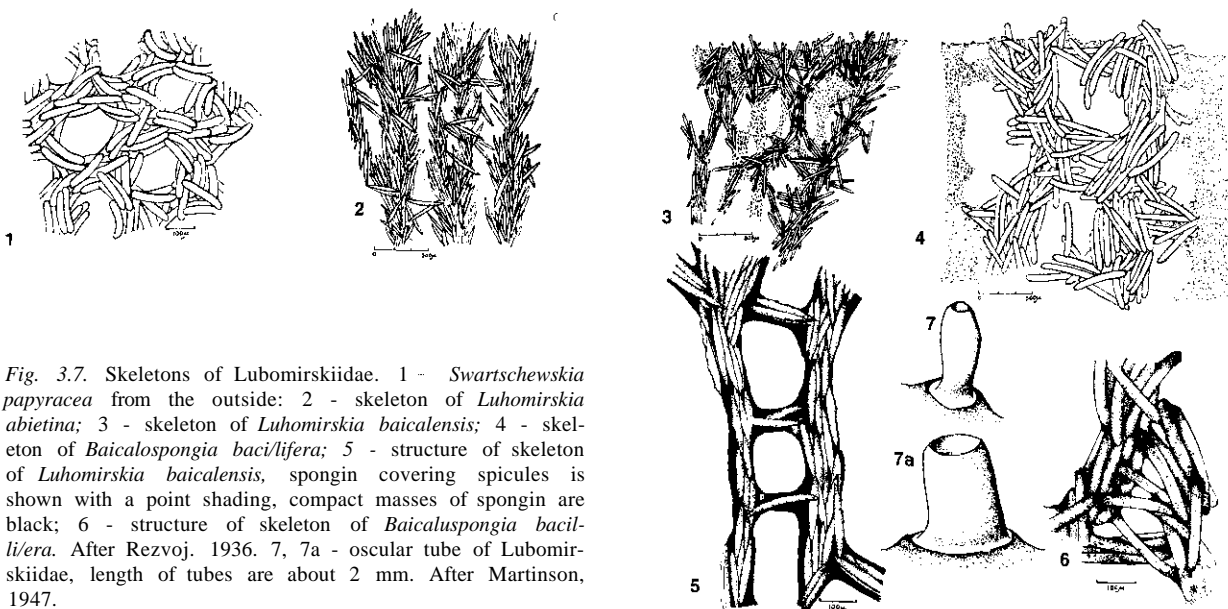 1
2
3
4
0
0
0
Fig. 3.7. Skeletons of Lubomirskiidae. 1 - Swartschewskia
papyracea from the outside: 2 - skeleton of Luhomirskia
abietina; 3 - skeleton of Luhomirskia baicalensis; 4 - skel-
eton of Baicalospongia baci/lifera; 5 - structure of skeleton
of Luhomirskia baicalensis, spongin covering spicules is
shown with a point shading, compact masses of spongin are
black; 6 - structure of skeleton of Baicaluspongia bacil-
li/era. After Rezvoj. 1936. 7, 7a - oscular tube of Lubomir-
skiidae, length of tubes are about 2 mm. After Martinson,
1947.
7
7a
5
6